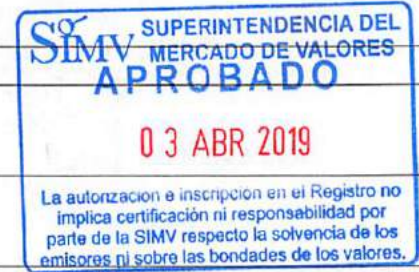 SIMV SUPERINTENDENCIA DEL
MERCADO DE VALORES
APROBADO
03 ABR 2019
La autorizacion e inscripcion en el Registro no
implica certificación ni responsabilidad por
parte de la SIMV respecto la solvencia de los
emisores ni sobre las bondades de los valores.